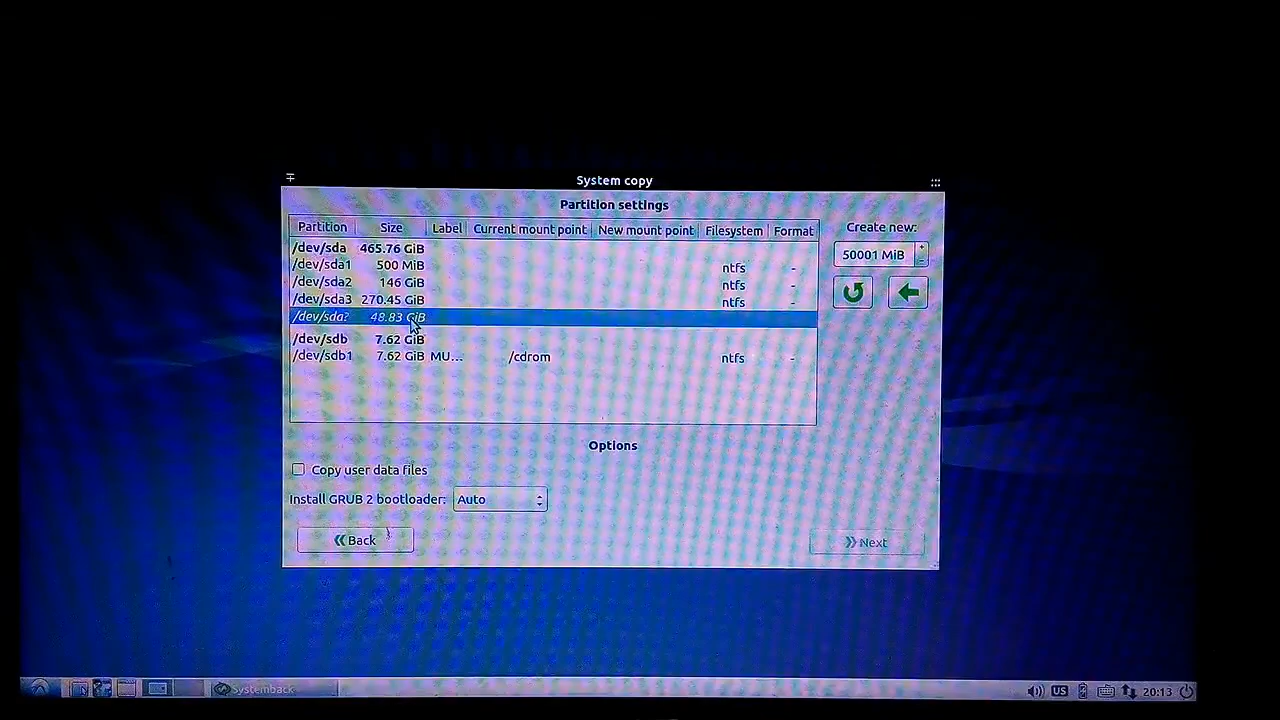 System copy
Partition settings
Partition Size Label Current mount point New mount point Filesystem Format
/dev/sda 465.76 GiB
/dev/sda1 500 MiB ntfs -
/dev/sda2 146 GiB ntfs -
/dev/sda3 270.45 GiB ntfs -
/dev/sda? 48.83 GiB
/dev/sdb 7.62 GiB
/dev/sdb1 7.62 GiB MU... /cdrom ntfs -
Create new:
50001 MiB
Options
Copy user data files
Install GRUB 2 bootloader: Auto
Back
Next
Systemback
US
20:13